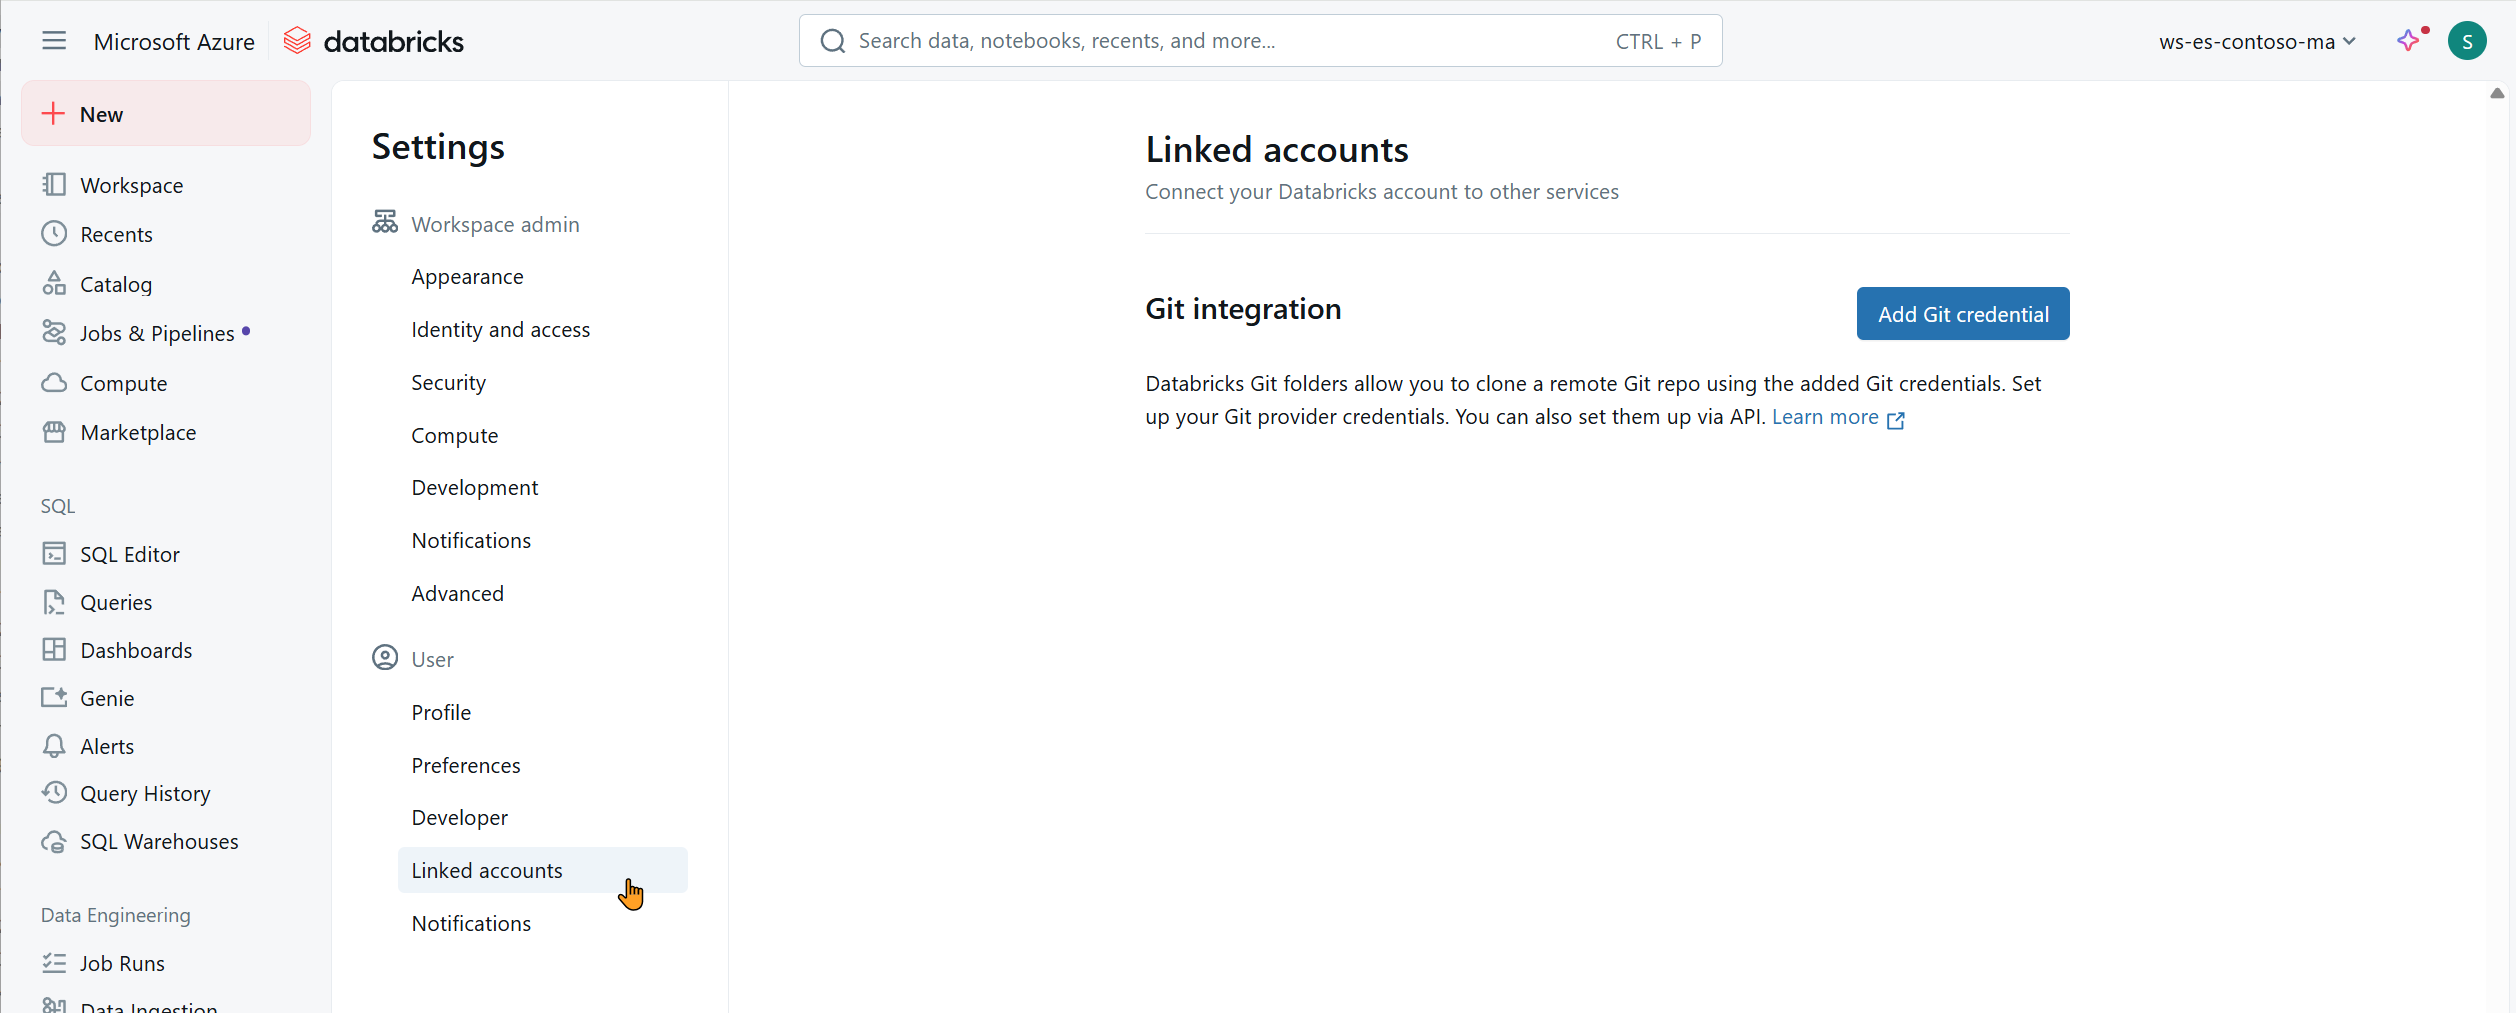 Microsoft Azure
databricks
Search data, notebooks, recents, and more...
CTRL + P
ws-es-contoso-ma
S
New
Workspace
Recents
Catalog
Jobs & Pipelines
Compute
Marketplace
SQL
SQL Editor
Queries
Dashboards
Genie
Alerts
Query History
SQL Warehouses
Data Engineering
Job Runs
Data Ingestion
Settings
Workspace admin
Appearance
Identity and access
Security
Compute
Development
Notifications
Advanced
User
Profile
Preferences
Developer
Linked accounts
Notifications
Linked accounts
Connect your Databricks account to other services
Git integration
Add Git credential
Databricks Git folders allow you to clone a remote Git repo using the added Git credentials. Set
up your Git provider credentials. You can also set them up via API. Learn more